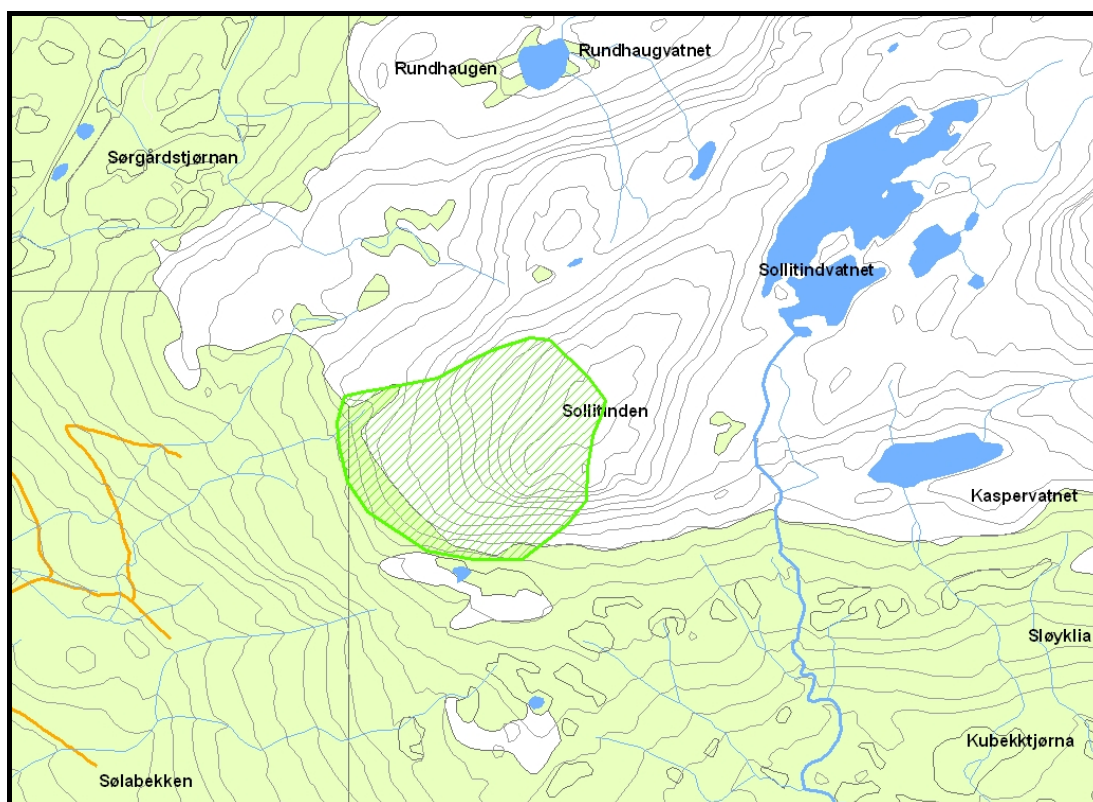 Rundhaugvatnet
Rundhaugen
Sørgårdstjørnan
Sollitindvatnet
Sollitinden
Kaspervatnet
Sløyklia
Kubekktjørna
Sølabekken